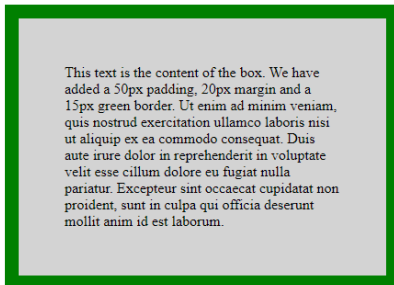 This text is the content of the box. We have
added a 50px padding, 20px margin and a
15px green border. Ut enim ad minim veniam,
quis nostrud exercitation ullamco laboris nisi
ut aliquip ex ea commodo consequat. Duis
aute irure dolor in reprehenderit in voluptate
velit esse cillum dolore eu fugiat nulla
pariatur. Excepteur sint occaecat cupidatat non
proident, sunt in culpa qui officia deserunt
mollit anim id est laborum.